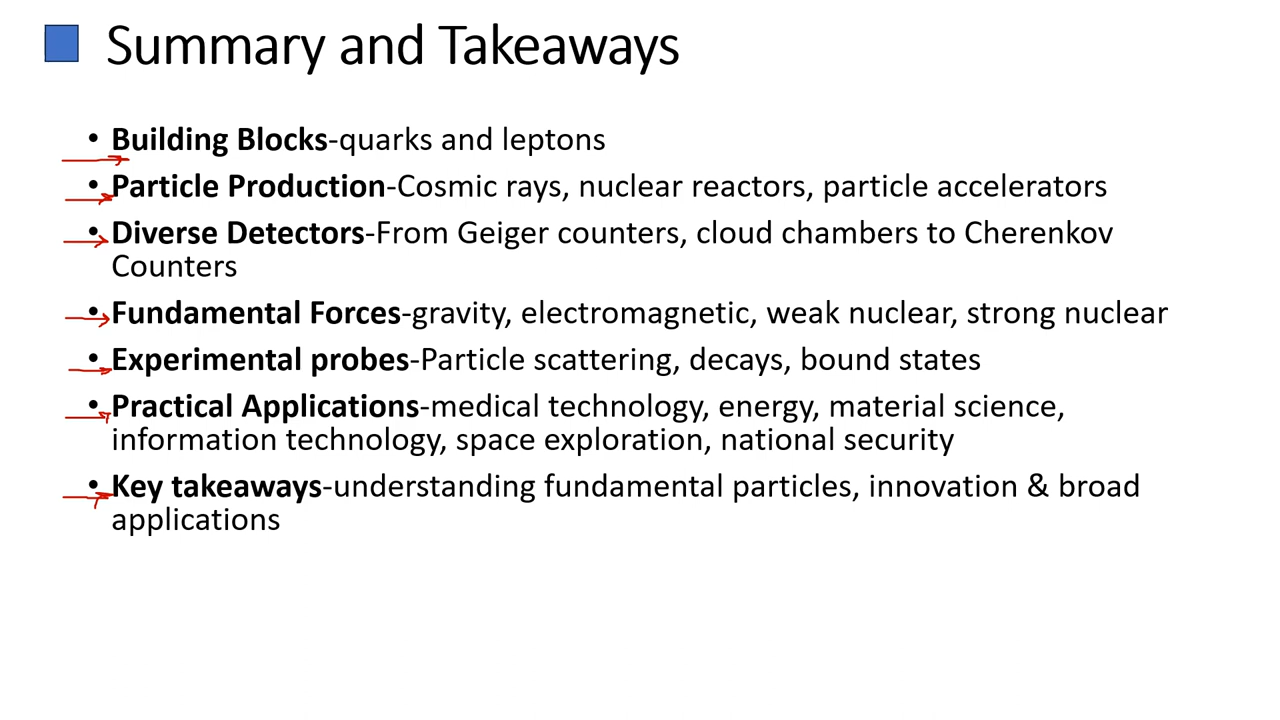 Summary and Takeaways
• Building Blocks-quarks and leptons
• Particle Production-Cosmic rays, nuclear reactors, particle accelerators
• Diverse Detectors-From Geiger counters, cloud chambers to Cherenkov
Counters
• Fundamental Forces-gravity, electromagnetic, weak nuclear, strong nuclear
• Experimental probes-Particle scattering, decays, bound states
• Practical Applications-medical technology, energy, material science,
information technology, space exploration, national security
• Key takeaways-understanding fundamental particles, innovation & broad
applications